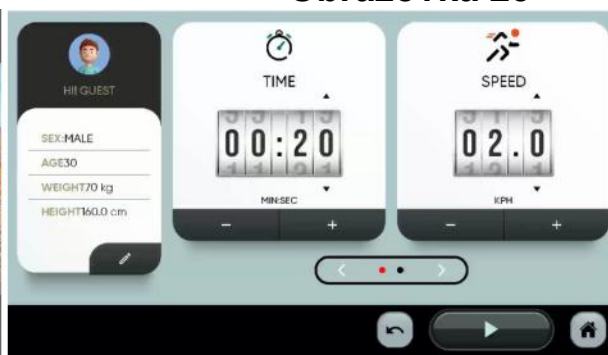 HI! GUEST
SEX:MALE
AGE30
WEIGHT70 kg
HEIGHT160.0 cm
TIME
00:20
MIN:SEC
- +
SPEED
02.0
KPH
- +